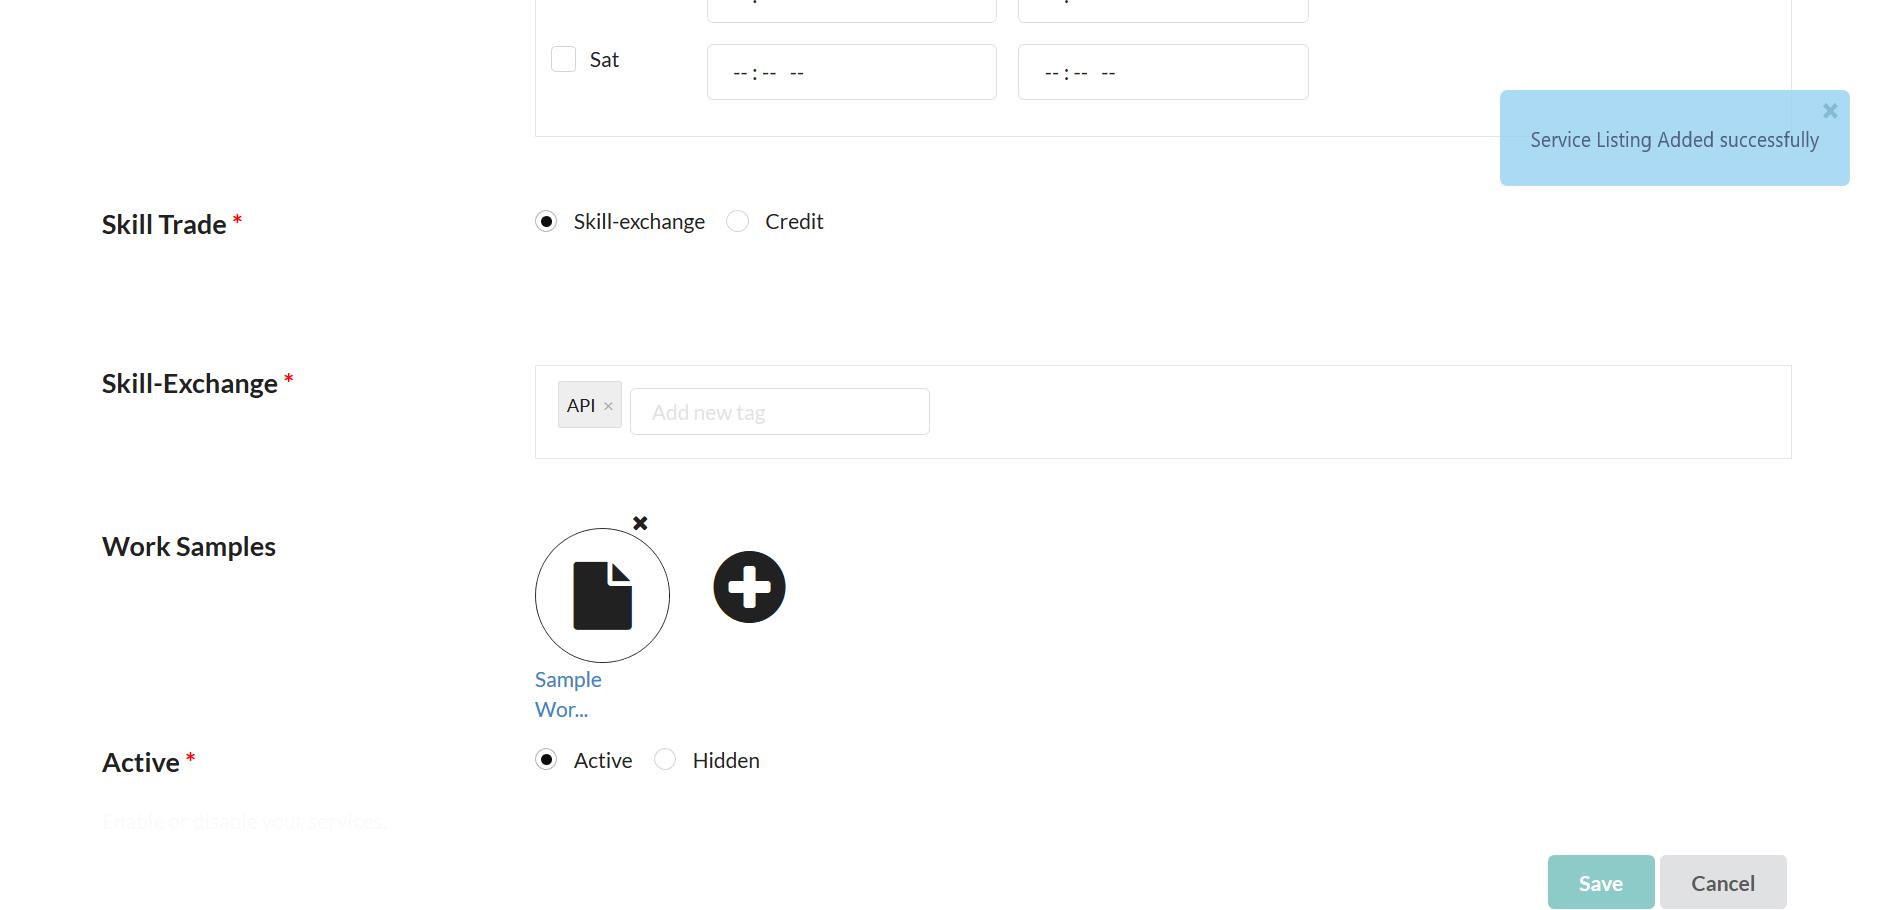 Sat
--:-- --
--:-- --
Service Listing Added successfully
Skill Trade *
Skill-exchange
Credit
Skill-Exchange *
API ×
Add new tag
Work Samples
Sample
Wor...
Active *
Active
Hidden
Enable or disable your services.
Save
Cancel